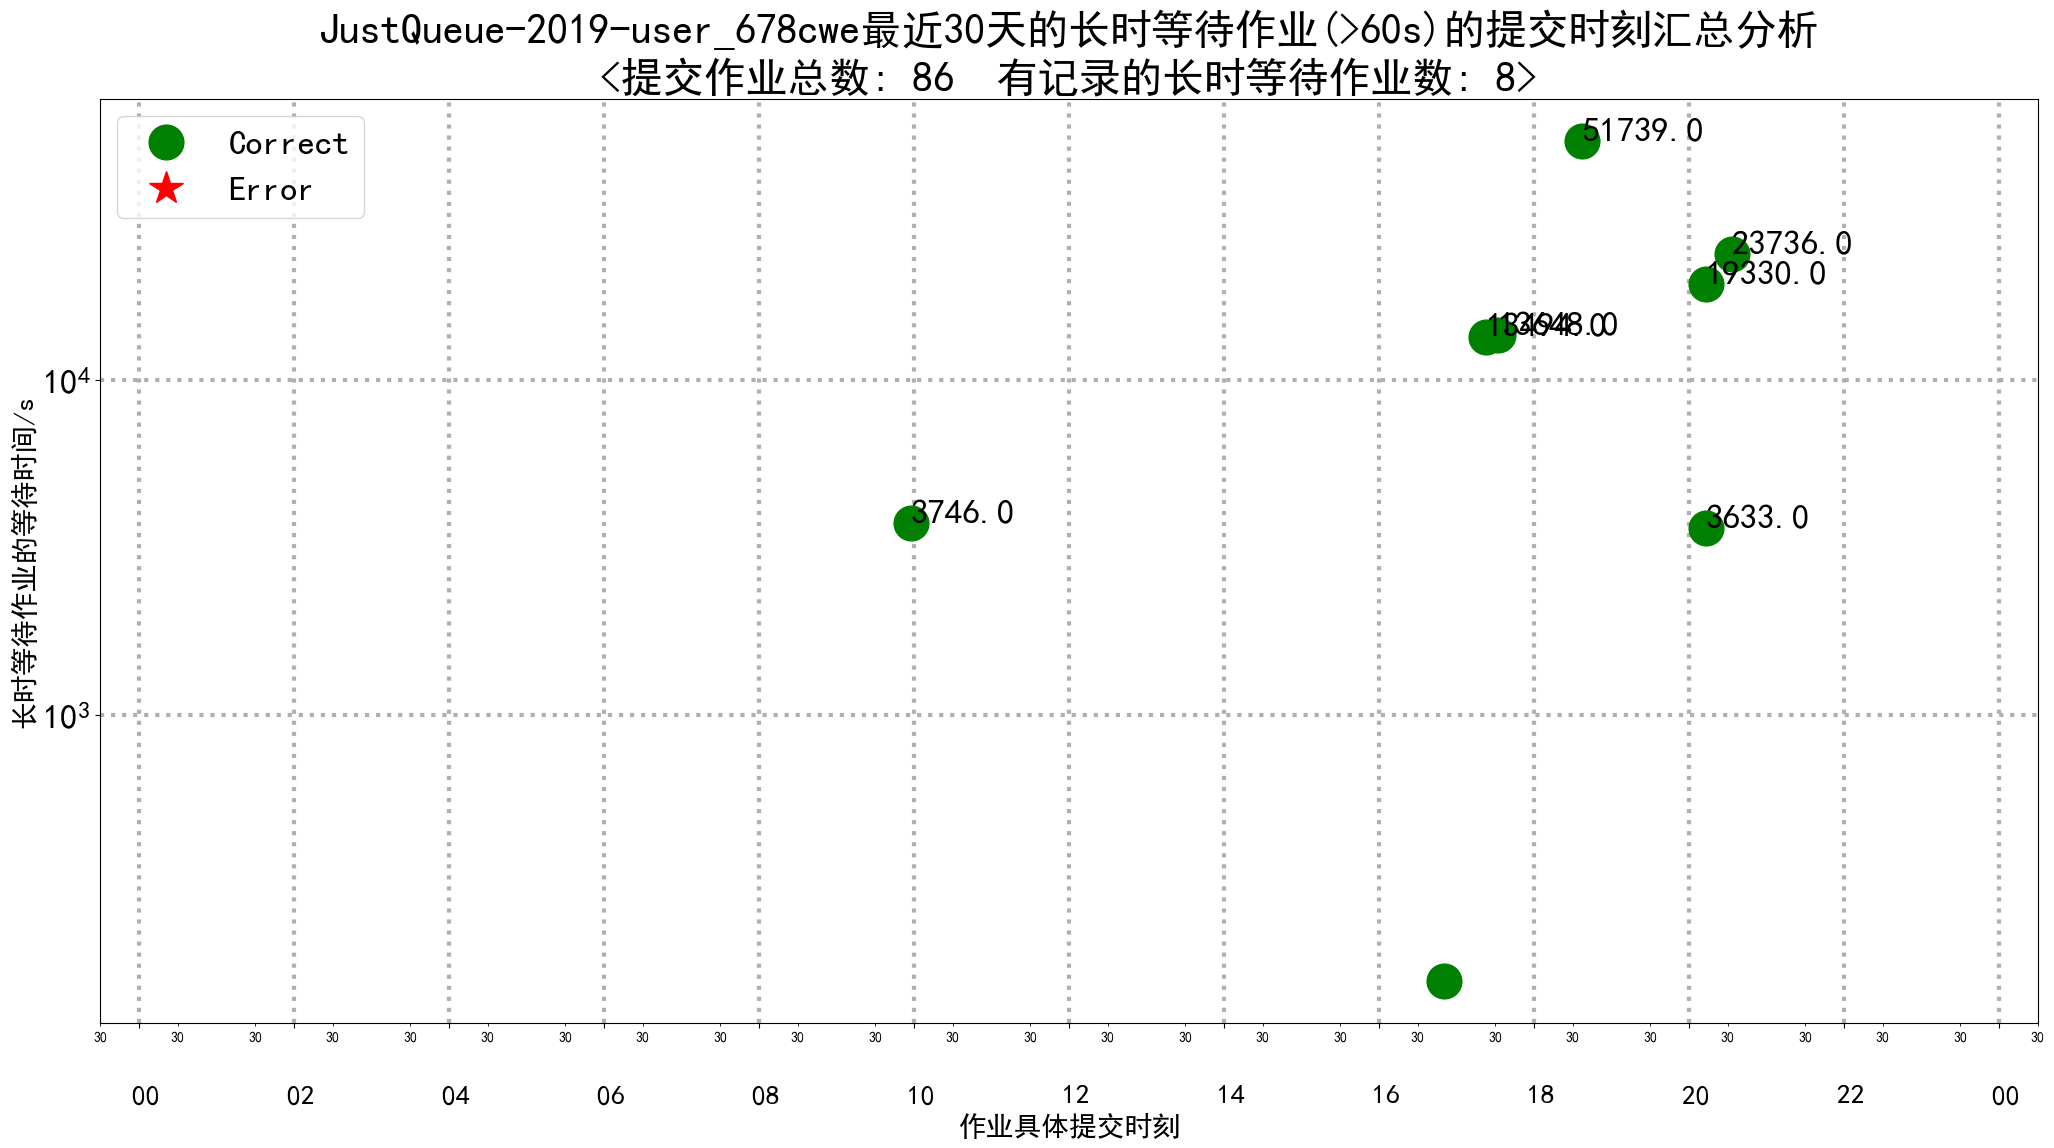 JustQueue-2019-user_678cwe最近30天的长时等待作业(>60s)的提交时刻汇总分析
<提交作业总数: 86  有记录的长时等待作业数: 8>
Correct
Error
51739.0
23736.0
19330.0
13494.0
13648.0
3746.0
3633.0
10⁴
10³
长时等待作业的等待时间/s
30 30 30 30 30 30 30 30 30 30 30 30 30 30 30 30 30 30 30 30 30 30 30 30 30 30
00 02 04 06 08 10 12 14 16 18 20 22 00
作业具体提交时刻